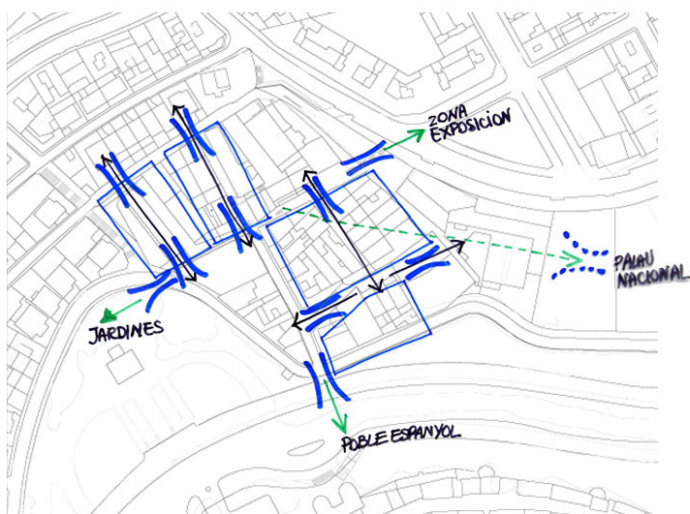 ZONA
EXPOSICION
PALAU
NACIONAL
JARDINES
POBLE ESPANYOL